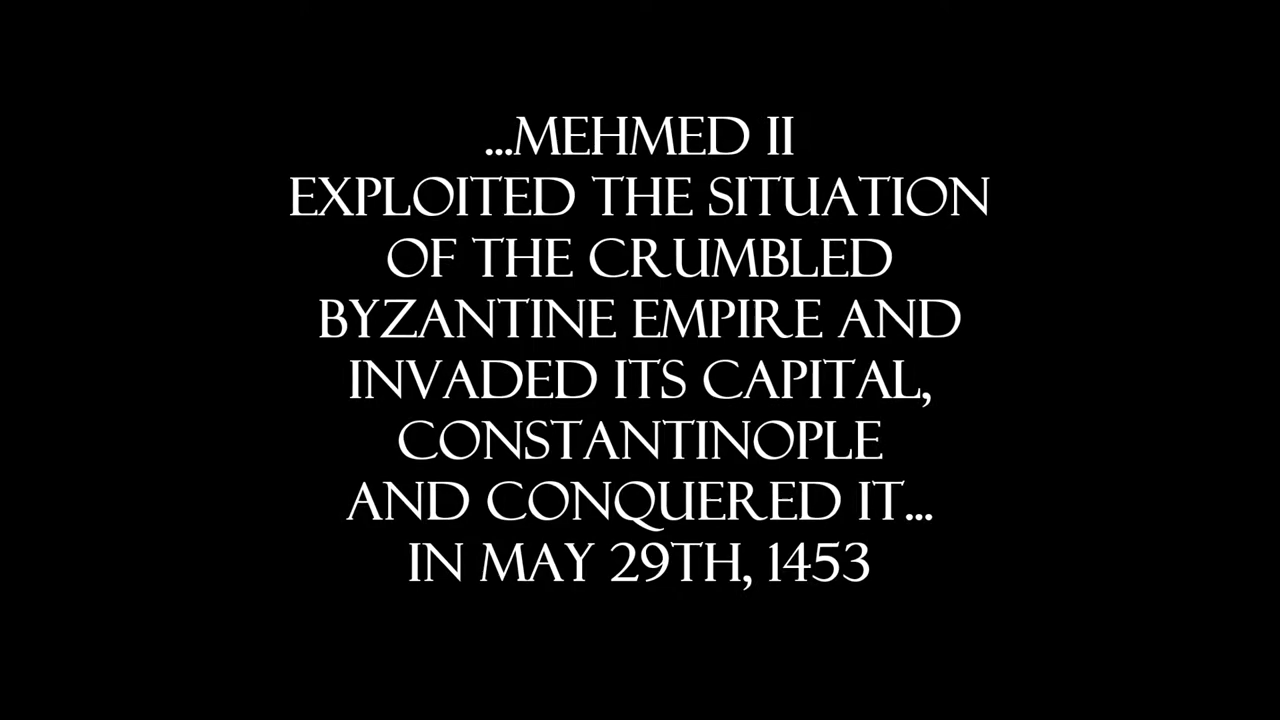 ...MEHMED II
EXPLOITED THE SITUATION
OF THE CRUMBLED
BYZANTINE EMPIRE AND
INVADED ITS CAPITAL,
CONSTANTINOPLE
AND CONQUERED IT...
IN MAY 29TH, 1453